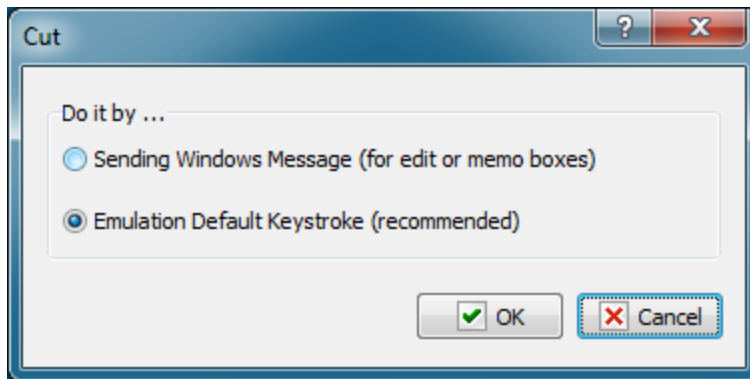 Cut
?
Do it by ...
Sending Windows Message (for edit or memo boxes)
Emulation Default Keystroke (recommended)
OK
Cancel